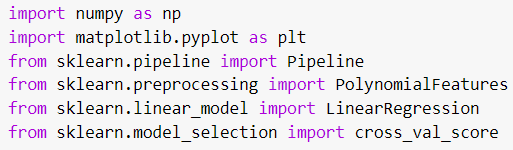 import numpy as np
import matplotlib.pyplot as plt
from sklearn.pipeline import Pipeline
from sklearn.preprocessing import PolynomialFeatures
from sklearn.linear_model import LinearRegression
from sklearn.model_selection import cross_val_score